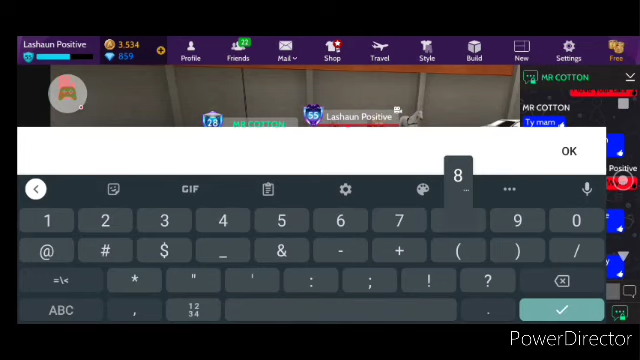 Lashaun Positive
55
3.534
859
22
Profile
Friends
Mail
Shop
Travel
Style
Build
New
Settings
Free
MR COTTON
MR COTTON
Ty mam
28
MR COTTON
55
Lashaun Positive
Positive
OK
GIF
8
...
1 2 3 4 5 6 7 9 0
@ # $ _ & - + ( ) /
=\< * " ' : ; ! ?
ABC , 12 34 .
PowerDirector